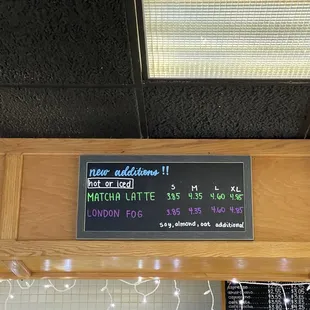 new additions!!
hot or iced
S M L XL
MATCHA LATTE 3.85 4.35 4.60 4.85
LONDON FOG 3.85 4.35 4.60 4.85
soy, almond, oat additional